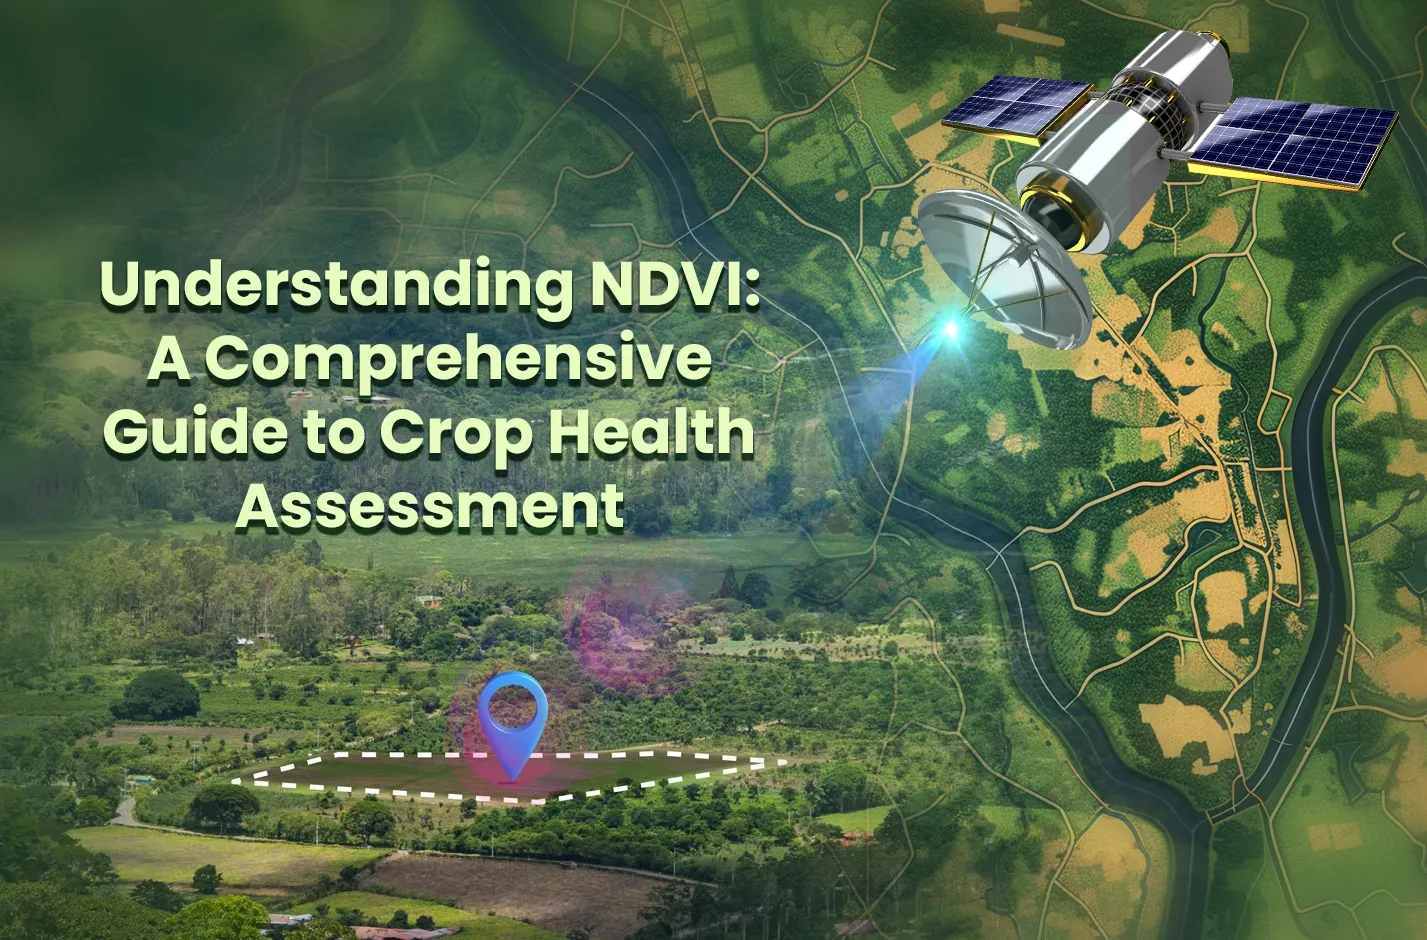 Understanding NDVI:
A Comprehensive
Guide to Crop Health
Assessment